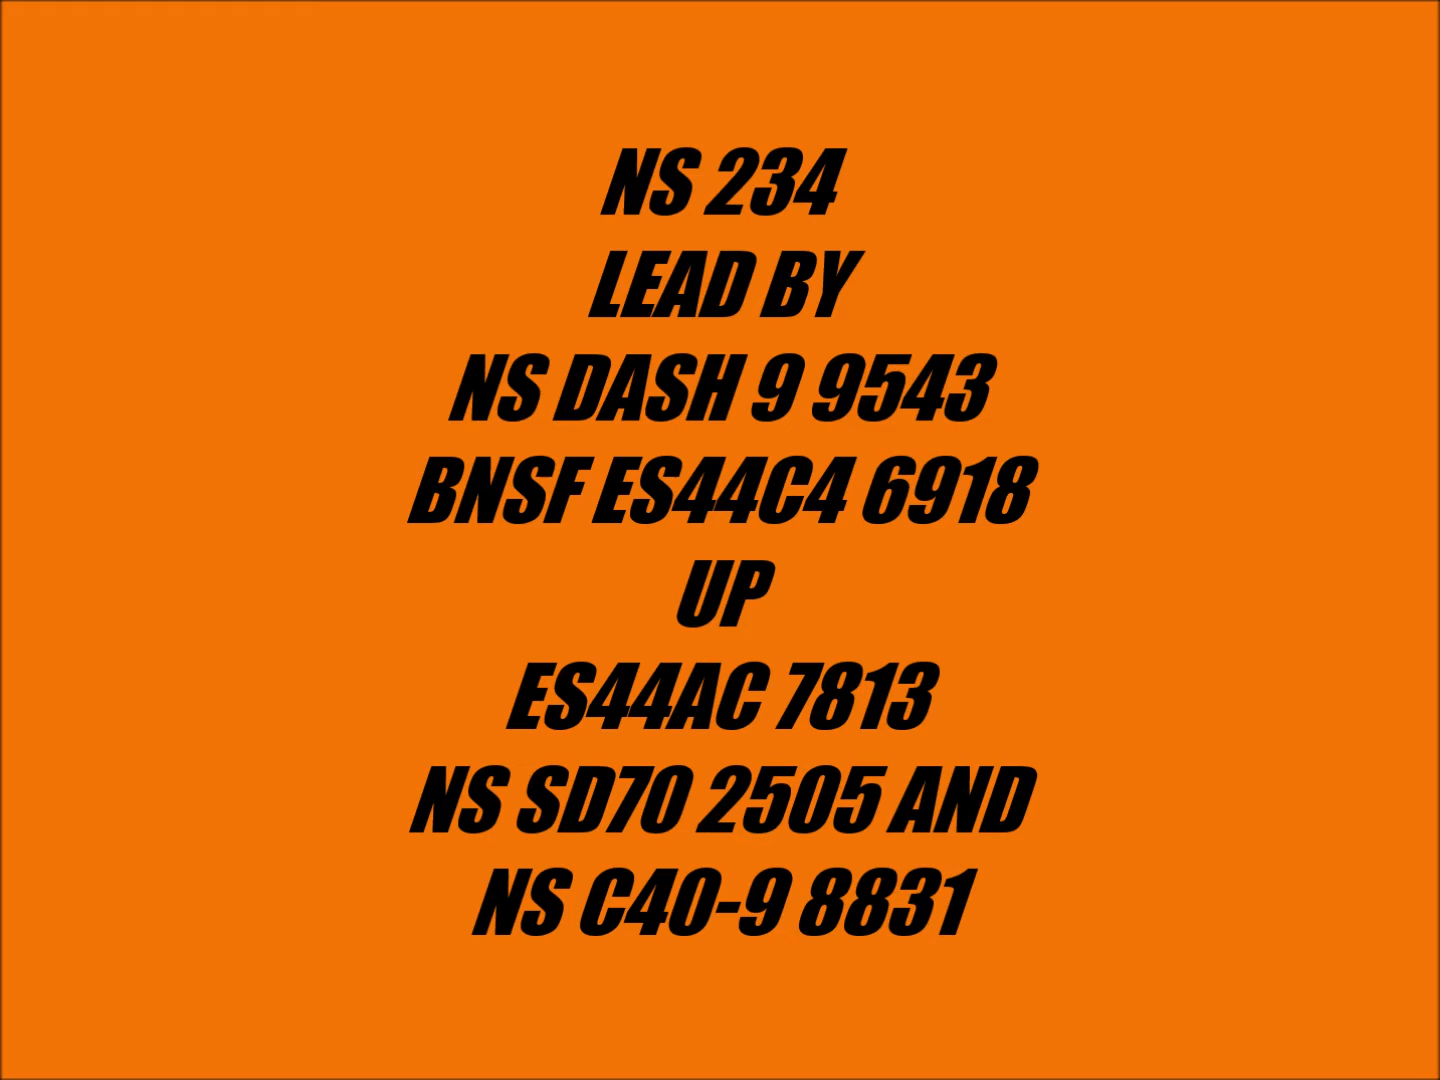 NS 234
LEAD BY
NS DASH 9 9543
BNSF ES44C4 6918
UP
ES44AC 7813
NS SD70 2505 AND
NS C40-9 8831